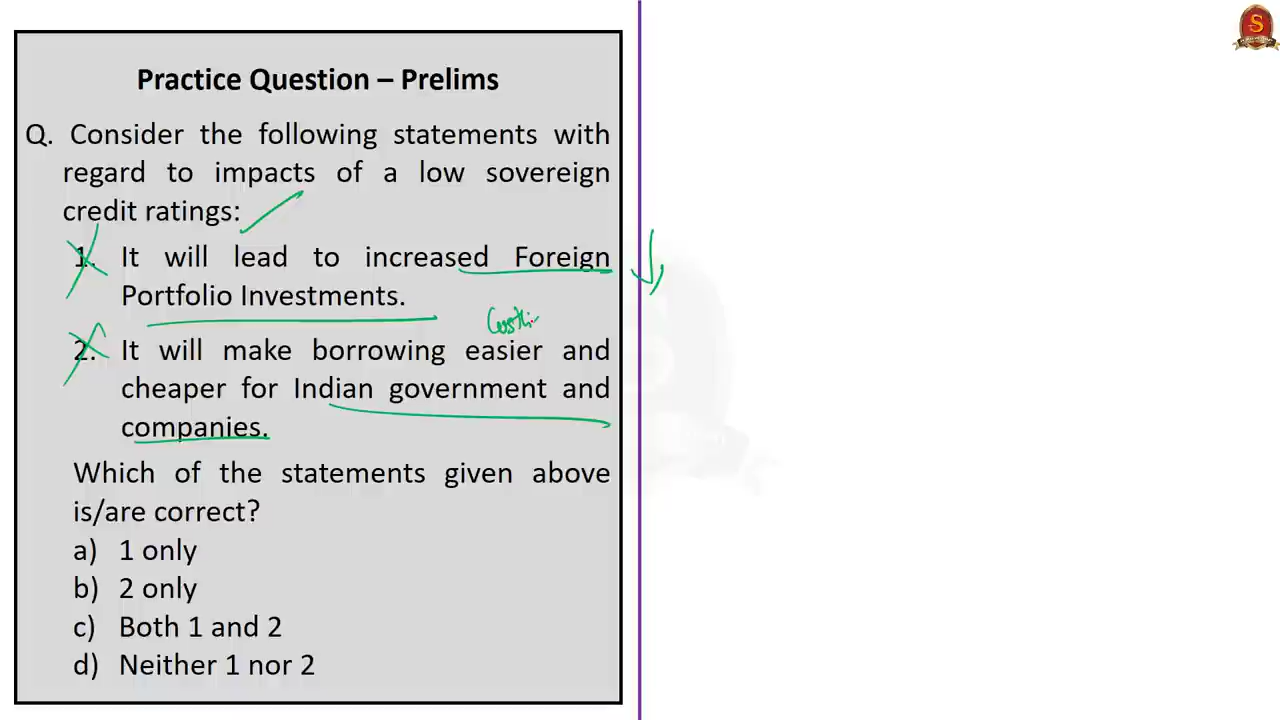 Practice Question – Prelims
Q. Consider the following statements with
regard to impacts of a low sovereign
credit ratings:
1. It will lead to increased Foreign
Portfolio Investments.
2. It will make borrowing easier and
cheaper for Indian government and
companies.
Which of the statements given above
is/are correct?
a) 1 only
b) 2 only
c) Both 1 and 2
d) Neither 1 nor 2